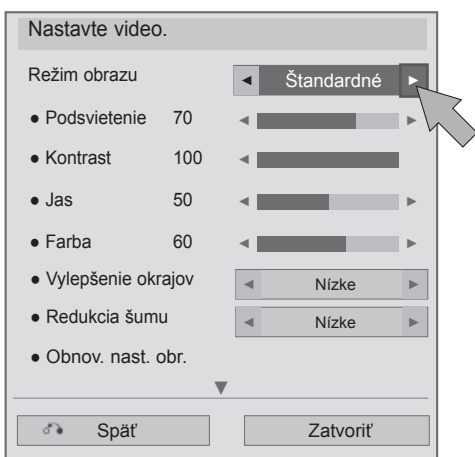 Nastavte video.
Režim obrazu ◄ Štandardné ►
● Podsvietenie 70
● Kontrast 100
● Jas 50
● Farba 60
● Vylepšenie okrajov ◄ Nízke ►
● Redukcia šumu ◄ Nízke ►
● Obnov. nast. obr.
Späť Zatvoriť